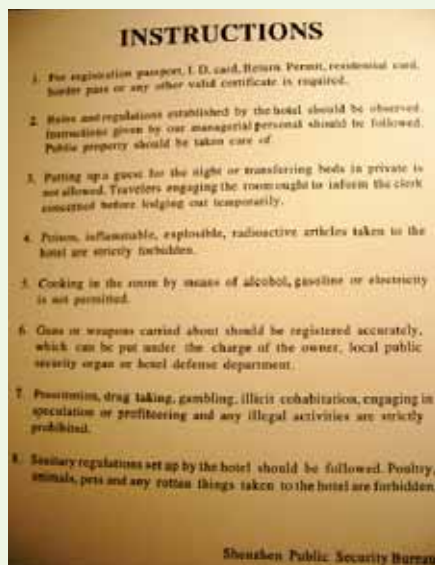 INSTRUCTIONS
1. For registration passport, I. D. card, Return Permit, residential card,
border pass or any other valid certificate is required.
2. Rules and regulations established by the hotel should be observed.
Instructions given by our managerial personal should be followed.
Public property should be taken care of.
3. Putting up a guest for the night or transferring beds in private is
not allowed. Travelers engaging the room ought to inform the clerk
concerned before lodging out temporarily.
4. Poison, inflammable, explosible, radioactive articles taken to the
hotel are strictly forbidden.
5. Cooking in the room by means of alcohol, gasoline or electricity
is not permitted.
6. Guns or weapons carried about should be registered accurately,
which can be put under the charge of the owner, local public
security organ or hotel defense department.
7. Prostitution, drug taking, gambling, illicit cohabitation, engaging in
speculation or profiteering and any illegal activities are strictly
prohibited.
8. Sanitary regulations set up by the hotel should be followed. Poultry,
animals, pets and any rotten things taken to the hotel are forbidden
Shenzhen Public Security Bureau